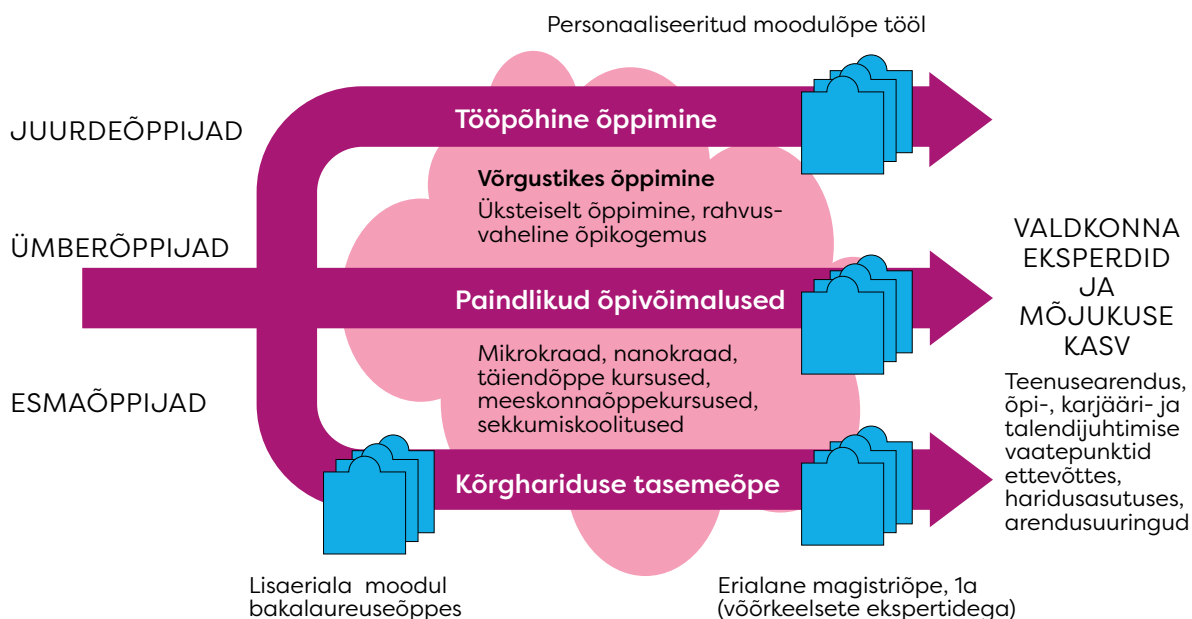 Personaaliseeritud moodulõpe tööl
JUURDEÕPPIJAD
Tööpõhine õppimine
Võrgustikes õppimine
Üksteiselt õppimine, rahvus-
vaheline õpikogemus
ÜMBERÕPPIJAD
Paindlikud õpivõimalused
VALDKONNA
EKSPERDID
JA
MÕJUKUSE
KASV
Mikrokraad, nanokraad,
täiendõppe kursused,
meeskonnaõppekursused,
sekkumiskoolitused
ESMAÕPPIJAD
Teenusearendus,
õpi-, karjääri- ja
talendijuhtimise
vaatepunktid
ettevõttes,
haridusasutuses,
arendusuuringud
Kõrghariduse tasemeõpe
Lisaeriala moodul
bakalaureuseõppes
Erialane magistriõpe, 1a
(võõrkeelsete ekspertidega)